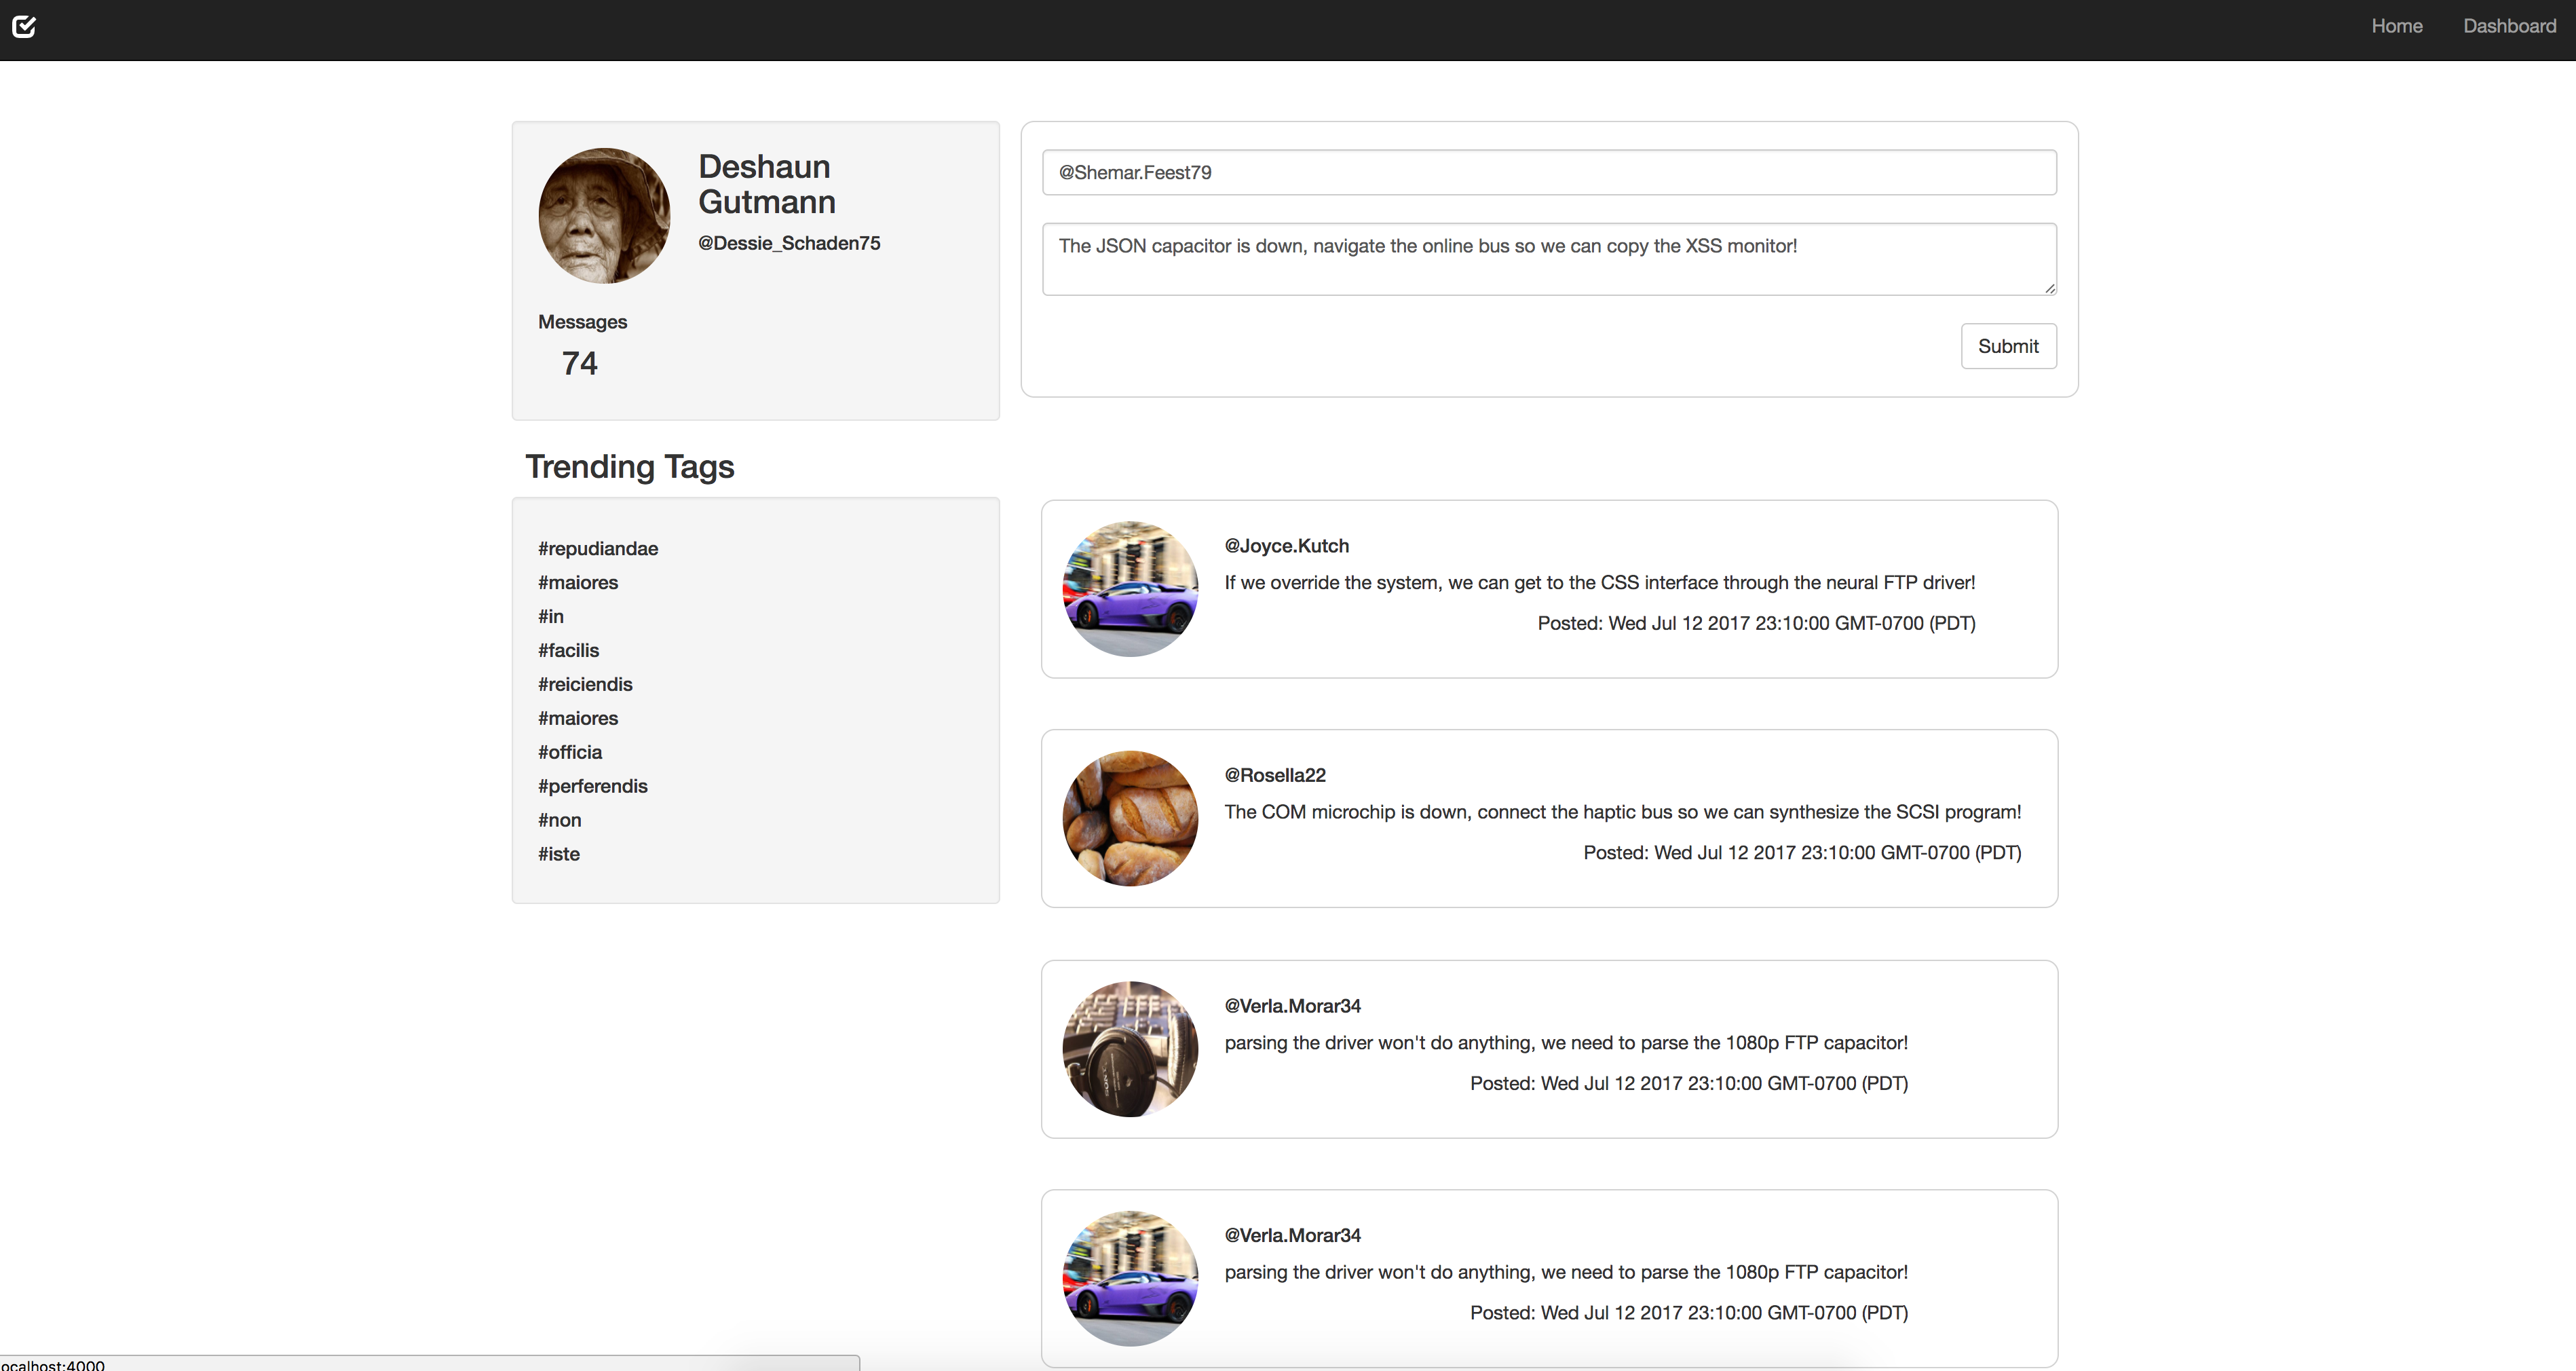 Home Dashboard
Deshaun
Gutmann
@Dessie_Schaden75
Messages
74
@Shemar.Feest79
The JSON capacitor is down, navigate the online bus so we can copy the XSS monitor!
Submit
Trending Tags
#repudiandae
#maiores
#in
#facilis
#reiciendis
#maiores
#officia
#perferendis
#non
#iste
@Joyce.Kutch
If we override the system, we can get to the CSS interface through the neural FTP driver!
Posted: Wed Jul 12 2017 23:10:00 GMT-0700 (PDT)
@Rosella22
The COM microchip is down, connect the haptic bus so we can synthesize the SCSI program!
Posted: Wed Jul 12 2017 23:10:00 GMT-0700 (PDT)
@Verla.Morar34
parsing the driver won't do anything, we need to parse the 1080p FTP capacitor!
Posted: Wed Jul 12 2017 23:10:00 GMT-0700 (PDT)
@Verla.Morar34
parsing the driver won't do anything, we need to parse the 1080p FTP capacitor!
Posted: Wed Jul 12 2017 23:10:00 GMT-0700 (PDT)
ocalhost:4000